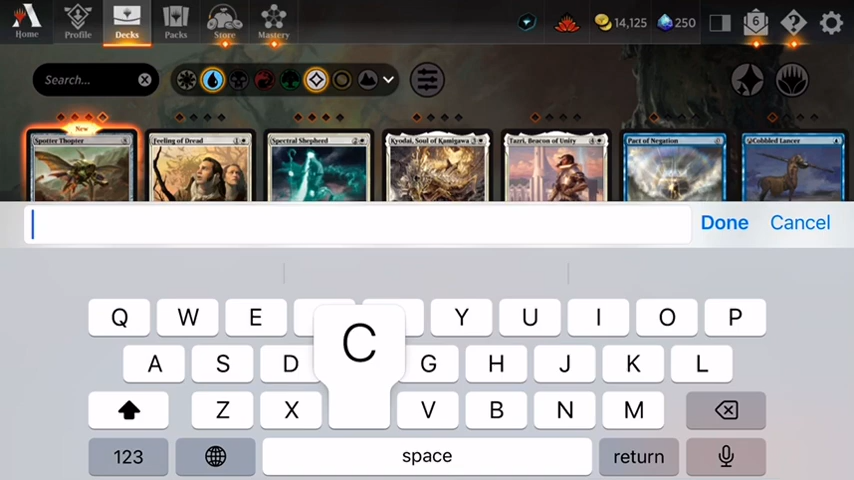 Home Profile Decks Packs Store Mastery 14,125 250 6
Search...
New
Spotter Thopter Feeling of Dread Spectral Shepherd Kyodai, Soul of Kamigawa Tazri, Beacon of Unity Pact of Negation Cobbled Lancer
Done Cancel
Q W E Y U I O P
A S D C G H J K L
Z X V B N M
123 space return